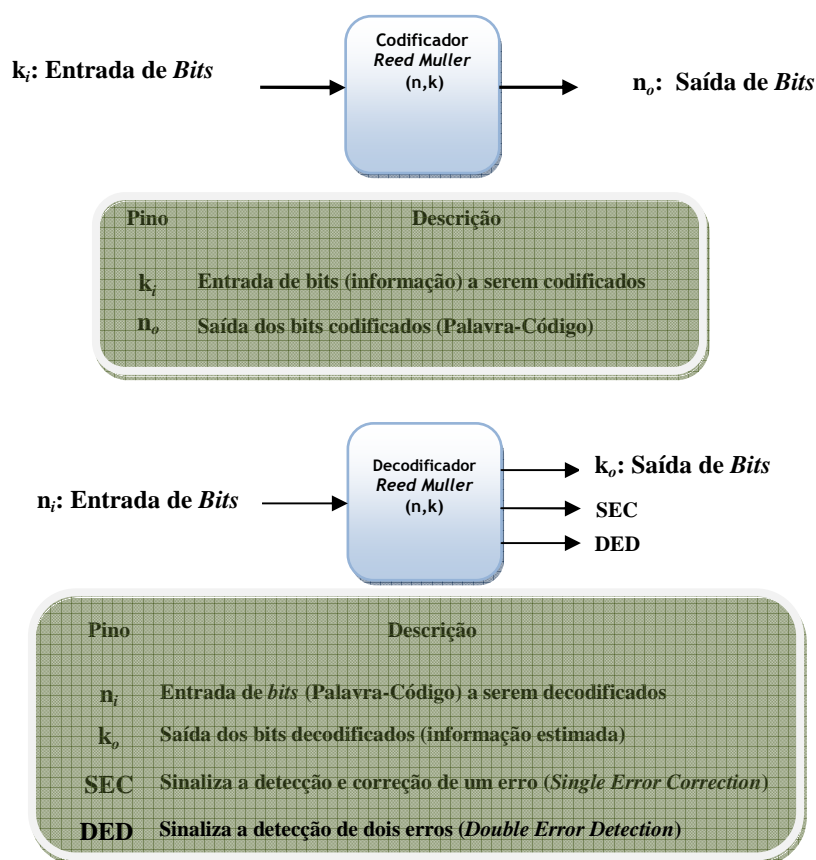 Codificador
Reed Muller
(n,k)
kᵢ: Entrada de Bits
nₒ: Saída de Bits
Pino Descrição
kᵢ Entrada de bits (informação) a serem codificados
nₒ Saída dos bits codificados (Palavra-Código)
Decodificador
Reed Muller
(n,k)
nᵢ: Entrada de Bits
kₒ: Saída de Bits
SEC
DED
Pino Descrição
nᵢ Entrada de bits (Palavra-Código) a serem decodificados
kₒ Saída dos bits decodificados (informação estimada)
SEC Sinaliza a detecção e correção de um erro (Single Error Correction)
DED Sinaliza a detecção de dois erros (Double Error Detection)